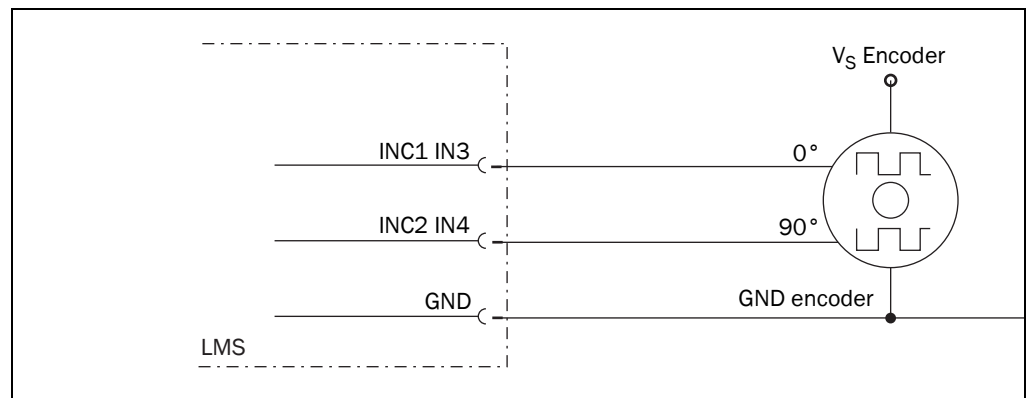 V_S Encoder
INC1 IN3
0°
INC2 IN4
90°
GND
GND encoder
LMS